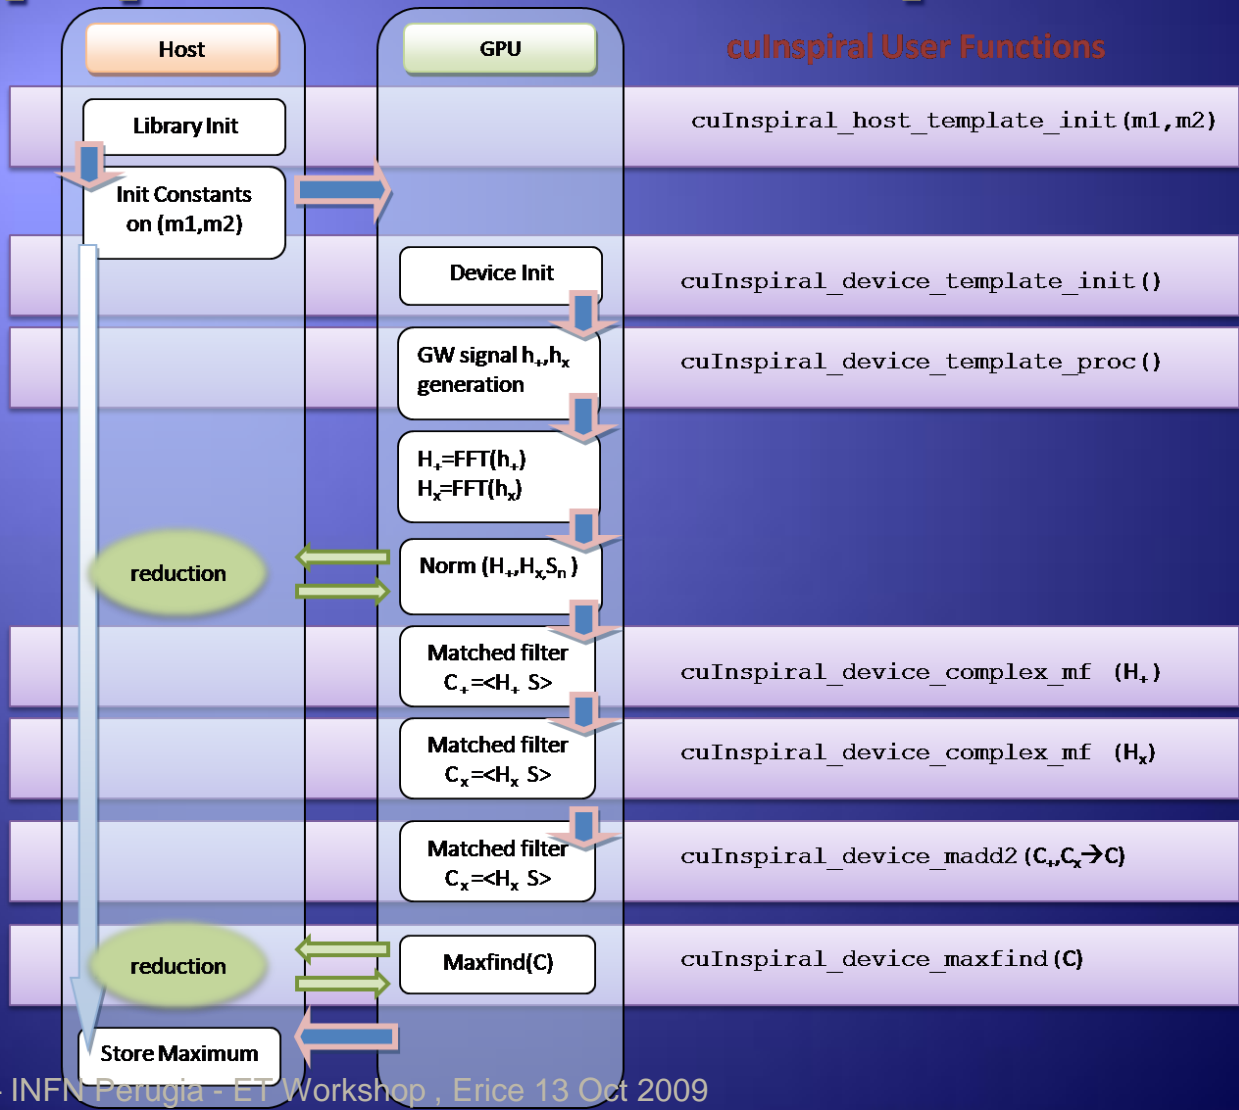 Host
GPU
cuInspiral User Functions
Library Init
cuInspiral_host_template_init(m1,m2)
Init Constants
on (m1,m2)
Device Init
cuInspiral_device_template_init()
GW signal h₊,hₓ
generation
cuInspiral_device_template_proc()
H₊=FFT(h₊)
Hₓ=FFT(hₓ)
reduction
Norm (H₊,Hₓ,Sₙ )
Matched filter
C₊=<H₊ S>
cuInspiral_device_complex_mf (H₊)
Matched filter
Cₓ=<Hₓ S>
cuInspiral_device_complex_mf (Hₓ)
Matched filter
Cₓ=<Hₓ S>
cuInspiral_device_madd2(C₊,Cₓ→C)
reduction
Maxfind(C)
cuInspiral_device_maxfind(C)
Store Maximum
- INFN Perugia - ET Workshop , Erice 13 Oct 2009